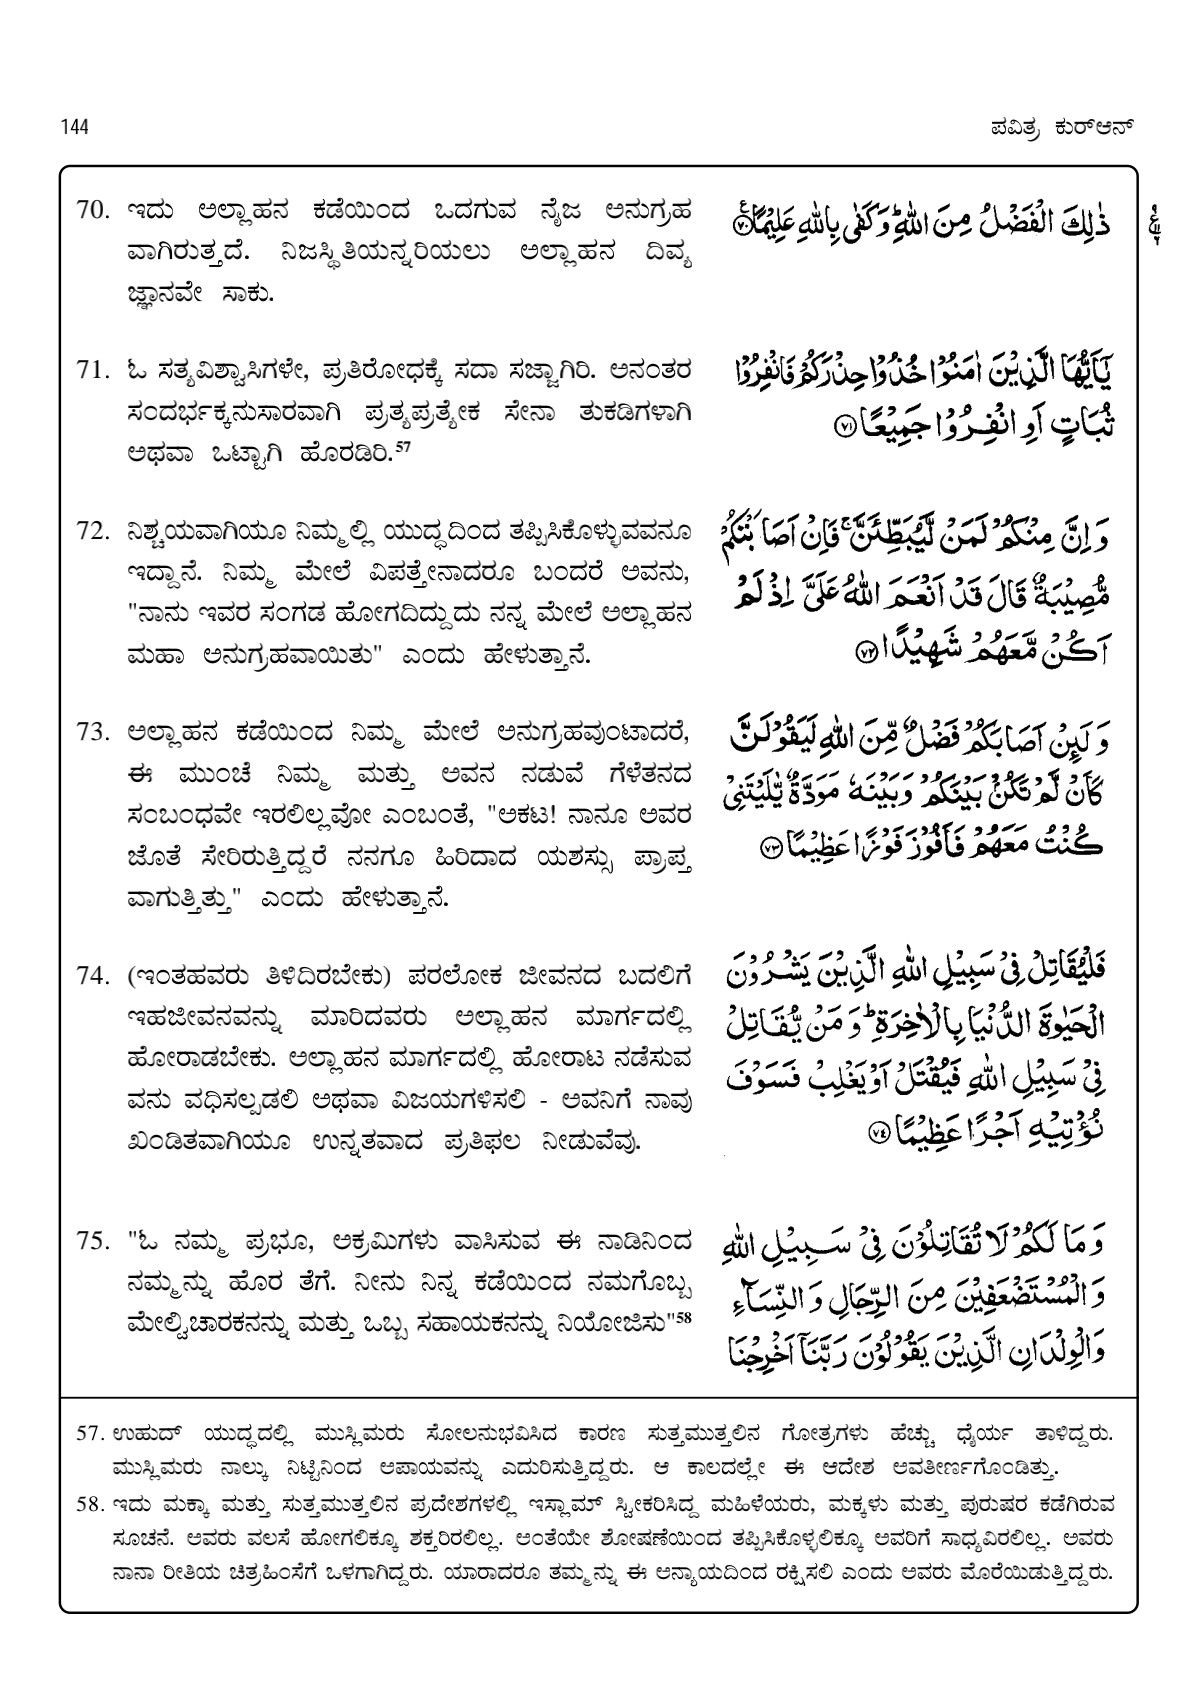 144
ಪವಿತ್ರ ಕುರ್‌ಆನ್
70. ಇದು ಅಲ್ಲಾಹನ ಕಡೆಯಿಂದ ಒದಗುವ ನೈಜ ಅನುಗ್ರಹ
ವಾಗಿರುತ್ತದೆ. ನಿಜಸ್ಥಿತಿಯನ್ನರಿಯಲು ಅಲ್ಲಾಹನ ದಿವ್ಯ
ಜ್ಞಾನವೇ ಸಾಕು.
ذٰلِكَ الْفَضْلُ مِنَ اللّٰهِ ؕ وَكَفٰى بِاللّٰهِ عَلِيْمًا ﴿۷۰﴾
71. ಓ ಸತ್ಯವಿಶ್ವಾಸಿಗಳೇ, ಪ್ರತಿರೋಧಕ್ಕೆ ಸದಾ ಸಜ್ಜಾಗಿರಿ. ಅನಂತರ
ಸಂದರ್ಭಕ್ಕನುಸಾರವಾಗಿ ಪ್ರತ್ಯಪ್ರತ್ಯೇಕ ಸೇನಾ ತುಕಡಿಗಳಾಗಿ
ಅಥವಾ ಒಟ್ಟಾಗಿ ಹೊರಡಿರಿ.57
يٰۤاَيُّهَا الَّذِيْنَ اٰمَنُوْا خُذُوْا حِذْرَكُمْ فَانْفِرُوْا
ثُبَاتٍ اَوِ انْفِرُوْا جَمِيْعًا ﴿۷۱﴾
72. ನಿಶ್ಚಯವಾಗಿಯೂ ನಿಮ್ಮಲ್ಲಿ ಯುದ್ಧದಿಂದ ತಪ್ಪಿಸಿಕೊಳ್ಳುವವನೂ
ಇದ್ದಾನೆ. ನಿಮ್ಮ ಮೇಲೆ ವಿಪತ್ತೇನಾದರೂ ಬಂದರೆ ಅವನು,
"ನಾನು ಇವರ ಸಂಗಡ ಹೋಗದಿದ್ದುದು ನನ್ನ ಮೇಲೆ ಅಲ್ಲಾಹನ
ಮಹಾ ಅನುಗ್ರಹವಾಯಿತು" ಎಂದು ಹೇಳುತ್ತಾನೆ.
وَاِنَّ مِنْكُمْ لَمَنْ لَّيُبَطِّئَنَّ ۚ فَاِنْ اَصَابَتْكُمْ
مُّصِيْبَةٌ قَالَ قَدْ اَنْعَمَ اللّٰهُ عَلَىَّ اِذْ لَمْ
اَكُنْ مَّعَهُمْ شَهِيْدًا ﴿۷۲﴾
73. ಅಲ್ಲಾಹನ ಕಡೆಯಿಂದ ನಿಮ್ಮ ಮೇಲೆ ಅನುಗ್ರಹವುಂಟಾದರೆ,
ಈ ಮುಂಚೆ ನಿಮ್ಮ ಮತ್ತು ಅವನ ನಡುವೆ ಗೆಳೆತನದ
ಸಂಬಂಧವೇ ಇರಲಿಲ್ಲವೋ ಎಂಬಂತೆ, "ಅಕಟ! ನಾನೂ ಅವರ
ಜೊತೆ ಸೇರಿರುತ್ತಿದ್ದರೆ ನನಗೂ ಹಿರಿದಾದ ಯಶಸ್ಸು ಪ್ರಾಪ್ತ
ವಾಗುತ್ತಿತ್ತು" ಎಂದು ಹೇಳುತ್ತಾನೆ.
وَلَئِنْ اَصَابَكُمْ فَضْلٌ مِّنَ اللّٰهِ لَيَقُوْلَنَّ
كَاَنْ لَّمْ تَكُنْۢ بَيْنَكُمْ وَبَيْنَهٗ مَوَدَّةٌ يّٰلَيْتَنِىْ
كُنْتُ مَعَهُمْ فَاَفُوْزَ فَوْزًا عَظِيْمًا ﴿۷۳﴾
74. (ಇಂತಹವರು ತಿಳಿದಿರಬೇಕು) ಪರಲೋಕ ಜೀವನದ ಬದಲಿಗೆ
ಇಹಜೀವನವನ್ನು ಮಾರಿದವರು ಅಲ್ಲಾಹನ ಮಾರ್ಗದಲ್ಲಿ
ಹೋರಾಡಬೇಕು. ಅಲ್ಲಾಹನ ಮಾರ್ಗದಲ್ಲಿ ಹೋರಾಟ ನಡೆಸುವ
ವನು ವಧಿಸಲ್ಪಡಲಿ ಅಥವಾ ವಿಜಯಗಳಿಸಲಿ - ಅವನಿಗೆ ನಾವು
ಖಂಡಿತವಾಗಿಯೂ ಉನ್ನತವಾದ ಪ್ರತಿಫಲ ನೀಡುವೆವು.
فَلْيُقَاتِلْ فِىْ سَبِيْلِ اللّٰهِ الَّذِيْنَ يَشْرُوْنَ
الْحَيٰوةَ الدُّنْيَا بِالْاٰخِرَةِ ؕ وَمَنْ يُّقَاتِلْ
فِىْ سَبِيْلِ اللّٰهِ فَيُقْتَلْ اَوْ يَغْلِبْ فَسَوْفَ
نُؤْتِيْهِ اَجْرًا عَظِيْمًا ﴿۷۴﴾
75. "ಓ ನಮ್ಮ ಪ್ರಭೂ, ಅಕ್ರಮಿಗಳು ವಾಸಿಸುವ ಈ ನಾಡಿನಿಂದ
ನಮ್ಮನ್ನು ಹೊರ ತೆಗೆ. ನೀನು ನಿನ್ನ ಕಡೆಯಿಂದ ನಮಗೊಬ್ಬ
ಮೇಲ್ವಿಚಾರಕನನ್ನು ಮತ್ತು ಒಬ್ಬ ಸಹಾಯಕನನ್ನು ನಿಯೋಜಿಸು"58
وَمَا لَكُمْ لَا تُقَاتِلُوْنَ فِىْ سَبِيْلِ اللّٰهِ
وَالْمُسْتَضْعَفِيْنَ مِنَ الرِّجَالِ وَالنِّسَآءِ
وَالْوِلْدَانِ الَّذِيْنَ يَقُوْلُوْنَ رَبَّنَاۤ اَخْرِجْنَا
57. ಉಹುದ್ ಯುದ್ಧದಲ್ಲಿ ಮುಸ್ಲಿಮರು ಸೋಲನುಭವಿಸಿದ ಕಾರಣ ಸುತ್ತಮುತ್ತಲಿನ ಗೋತ್ರಗಳು ಹೆಚ್ಚು ಧೈರ್ಯ ತಾಳಿದ್ದರು.
ಮುಸ್ಲಿಮರು ನಾಲ್ಕು ನಿಟ್ಟಿನಿಂದ ಅಪಾಯವನ್ನು ಎದುರಿಸುತ್ತಿದ್ದರು. ಆ ಕಾಲದಲ್ಲೇ ಈ ಆದೇಶ ಅವತೀರ್ಣಗೊಂಡಿತ್ತು.
58. ಇದು ಮಕ್ಕಾ ಮತ್ತು ಸುತ್ತಮುತ್ತಲಿನ ಪ್ರದೇಶಗಳಲ್ಲಿ ಇಸ್ಲಾಮ್ ಸ್ವೀಕರಿಸಿದ್ದ ಮಹಿಳೆಯರು, ಮಕ್ಕಳು ಮತ್ತು ಪುರುಷರ ಕಡೆಗಿರುವ
ಸೂಚನೆ. ಅವರು ವಲಸೆ ಹೋಗಲಿಕ್ಕೂ ಶಕ್ತರಿರಲಿಲ್ಲ. ಅಂತೆಯೇ ಶೋಷಣೆಯಿಂದ ತಪ್ಪಿಸಿಕೊಳ್ಳಲಿಕ್ಕೂ ಅವರಿಗೆ ಸಾಧ್ಯವಿರಲಿಲ್ಲ. ಅವರು
ನಾನಾ ರೀತಿಯ ಚಿತ್ರಹಿಂಸೆಗೆ ಒಳಗಾಗಿದ್ದರು. ಯಾರಾದರೂ ತಮ್ಮನ್ನು ಈ ಅನ್ಯಾಯದಿಂದ ರಕ್ಷಿಸಲಿ ಎಂದು ಅವರು ಮೊರೆಯಿಡುತ್ತಿದ್ದರು.